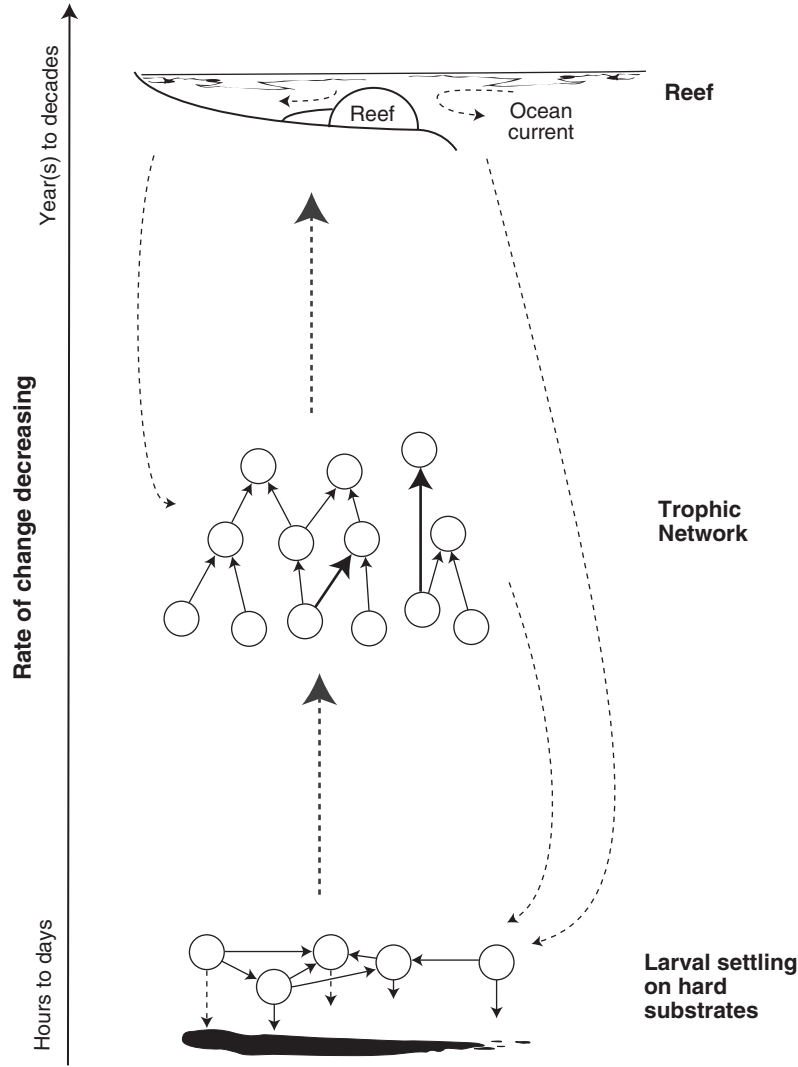 Year(s) to decades
Reef
Reef
Ocean
current
Rate of change decreasing
Trophic
Network
Hours to days
Larval settling
on hard
substrates